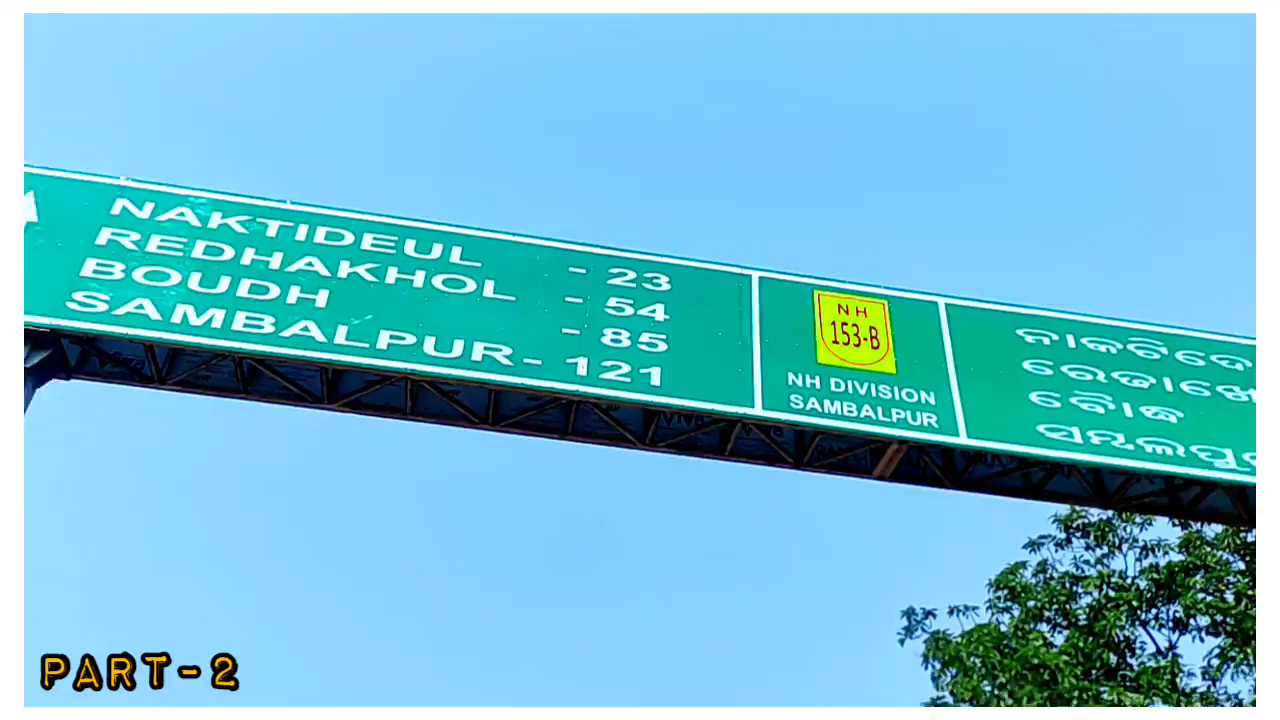 NAKTIDEUL - 23
REDHAKHOL - 54
BOUDH - 85
SAMBALPUR - 121
NH
153-B
NH DIVISION
SAMBALPUR
ନାକଟିଦେ
ରେଢାଖୋ
ବୌଦ୍ଧ
ସମ୍ବଲପୁର
PART-2